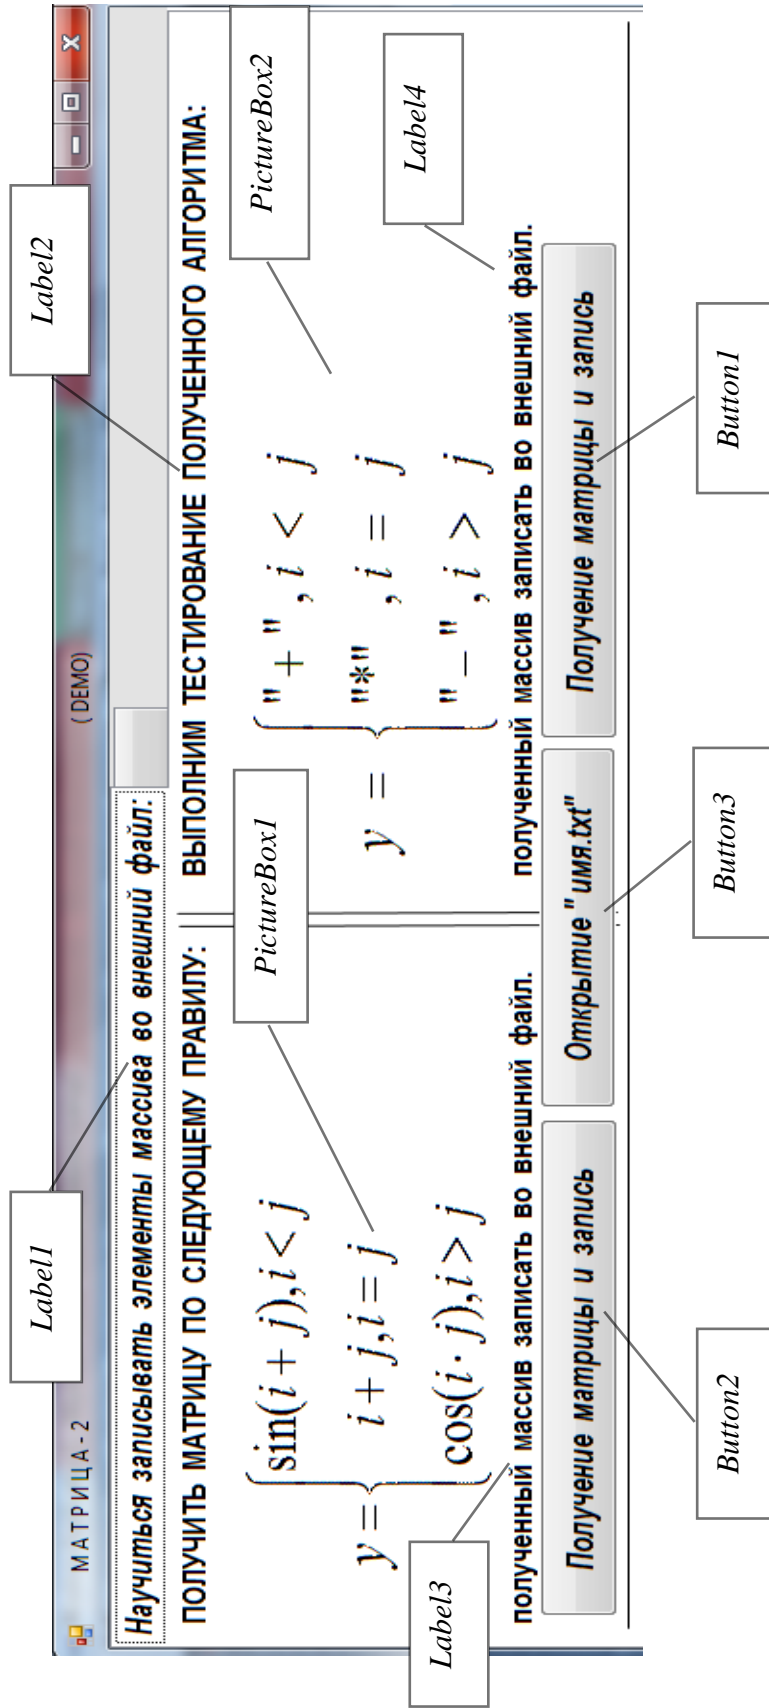 Label1
Label2
МАТРИЦА-2 (DEMO)
Научиться записывать элементы массива во внешний файл:
ПОЛУЧИТЬ МАТРИЦУ ПО СЛЕДУЮЩЕМУ ПРАВИЛУ:
PictureBox1
y = { sin(i + j), i < j
i + j, i = j
cos(i · j), i > j
Label3
полученный массив записать во внешний файл.
ВЫПОЛНИМ ТЕСТИРОВАНИЕ ПОЛУЧЕННОГО АЛГОРИТМА:
PictureBox2
y = { "+" , i < j
"*" , i = j
"−" , i > j
Label4
полученный массив записать во внешний файл.
Получение матрицы и запись
Открытие "имя.txt"
Получение матрицы и запись
Button2
Button3
Button1